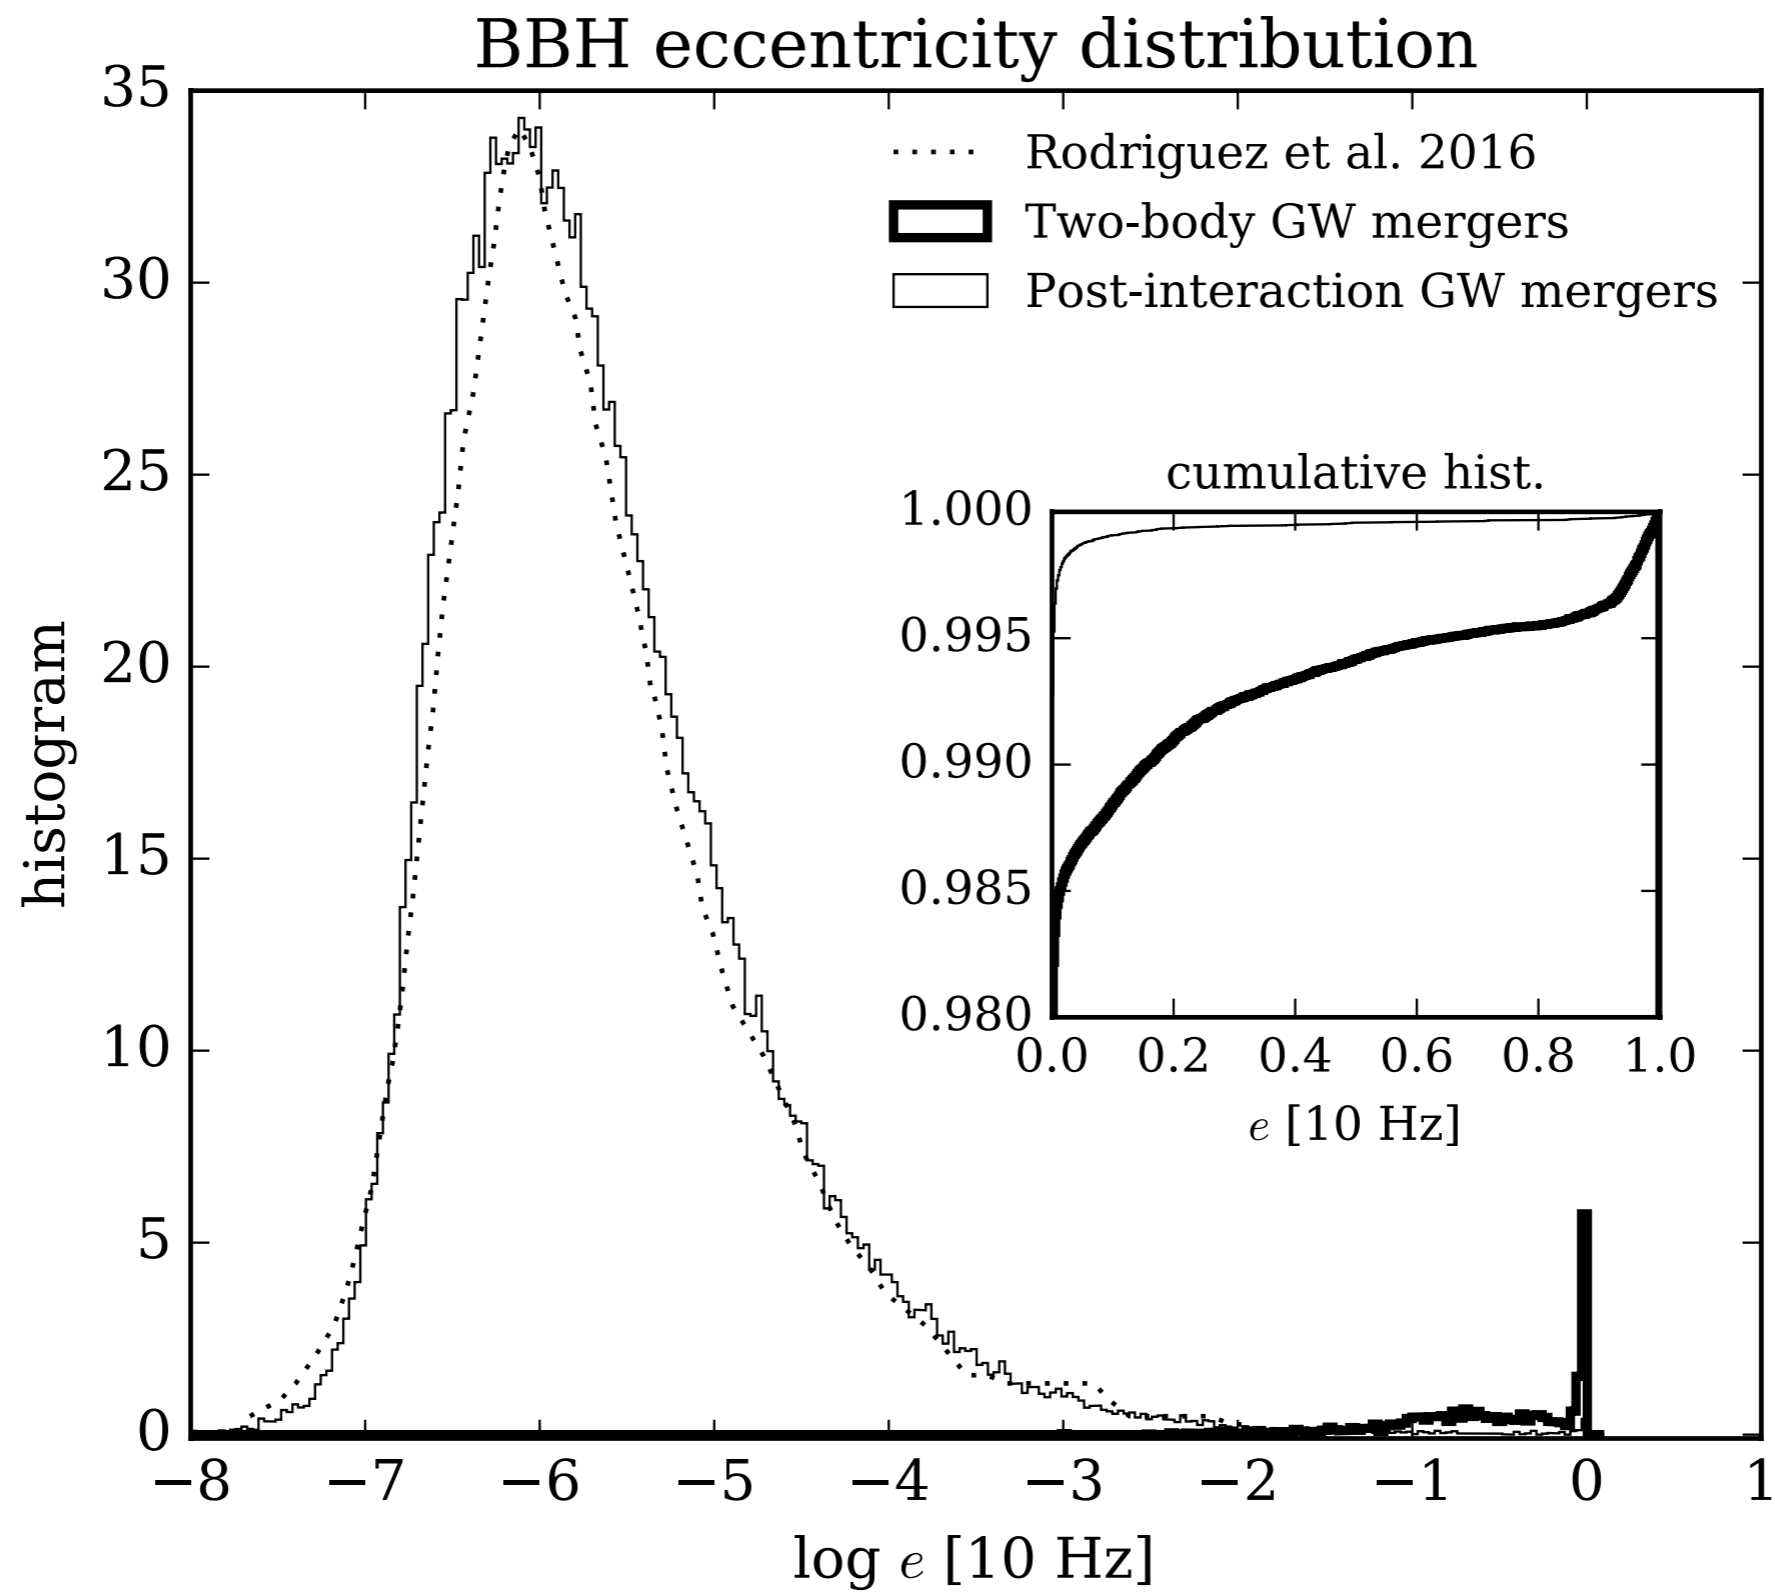 BBH eccentricity distribution
35
30
25
20
15
10
5
0
histogram
Rodriguez et al. 2016
Two-body GW mergers
Post-interaction GW mergers
cumulative hist.
1.000
0.995
0.990
0.985
0.980
0.0 0.2 0.4 0.6 0.8 1.0
e [10 Hz]
−8 −7 −6 −5 −4 −3 −2 −1 0 1
log e [10 Hz]